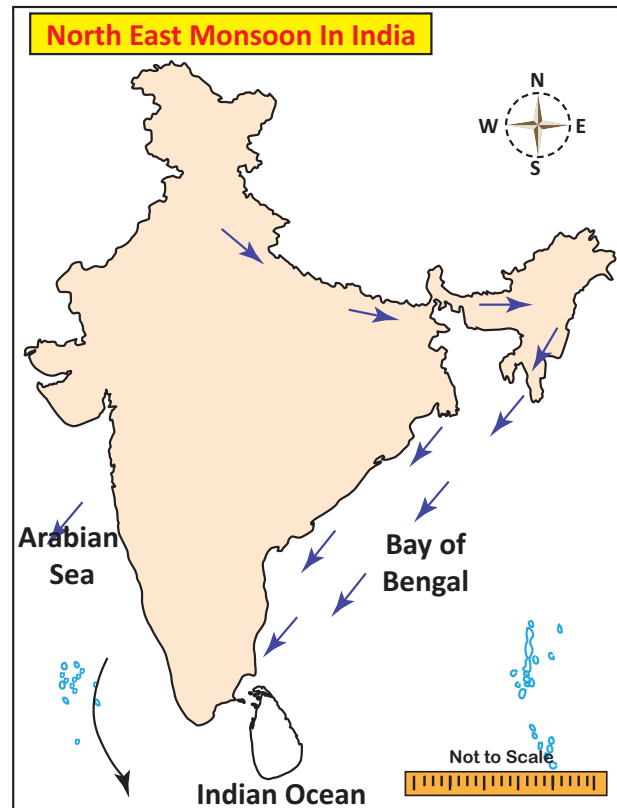 North East Monsoon In India
N
W
E
S
Arabian
Sea
Bay of
Bengal
Not to Scale
Indian Ocean